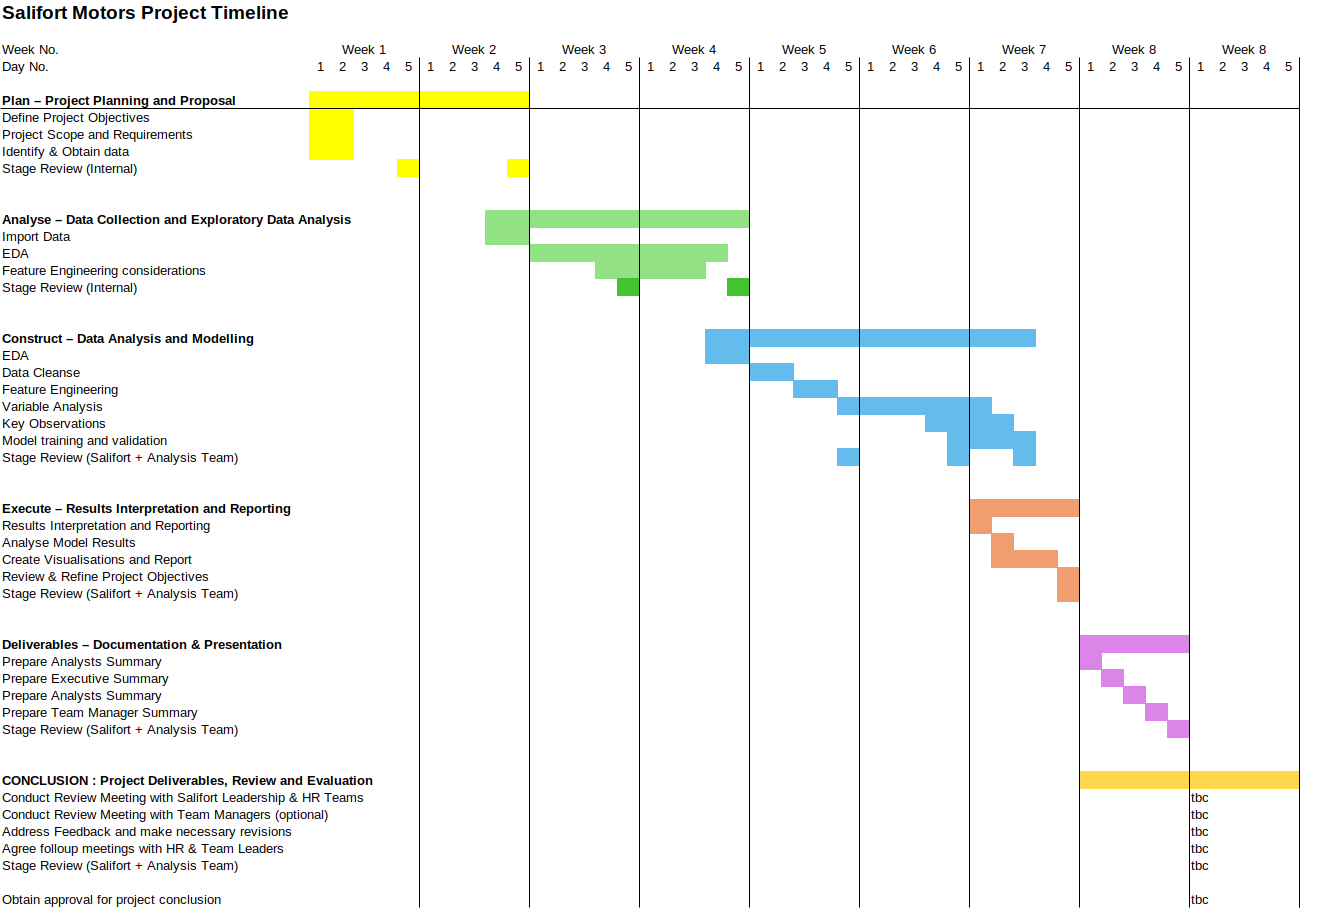 Salifort Motors Project Timeline
Week No. Week 1 Week 2 Week 3 Week 4 Week 5 Week 6 Week 7 Week 8 Week 8
Day No. 1 2 3 4 5 1 2 3 4 5 1 2 3 4 5 1 2 3 4 5 1 2 3 4 5 1 2 3 4 5 1 2 3 4 5 1 2 3 4 5 1 2 3 4 5
Plan – Project Planning and Proposal
Define Project Objectives
Project Scope and Requirements
Identify & Obtain data
Stage Review (Internal)
Analyse – Data Collection and Exploratory Data Analysis
Import Data
EDA
Feature Engineering considerations
Stage Review (Internal)
Construct – Data Analysis and Modelling
EDA
Data Cleanse
Feature Engineering
Variable Analysis
Key Observations
Model training and validation
Stage Review (Salifort + Analysis Team)
Execute – Results Interpretation and Reporting
Results Interpretation and Reporting
Analyse Model Results
Create Visualisations and Report
Review & Refine Project Objectives
Stage Review (Salifort + Analysis Team)
Deliverables – Documentation & Presentation
Prepare Analysts Summary
Prepare Executive Summary
Prepare Analysts Summary
Prepare Team Manager Summary
Stage Review (Salifort + Analysis Team)
CONCLUSION : Project Deliverables, Review and Evaluation
Conduct Review Meeting with Salifort Leadership & HR Teams tbc
Conduct Review Meeting with Team Managers (optional) tbc
Address Feedback and make necessary revisions tbc
Agree folloup meetings with HR & Team Leaders tbc
Stage Review (Salifort + Analysis Team) tbc
Obtain approval for project conclusion tbc